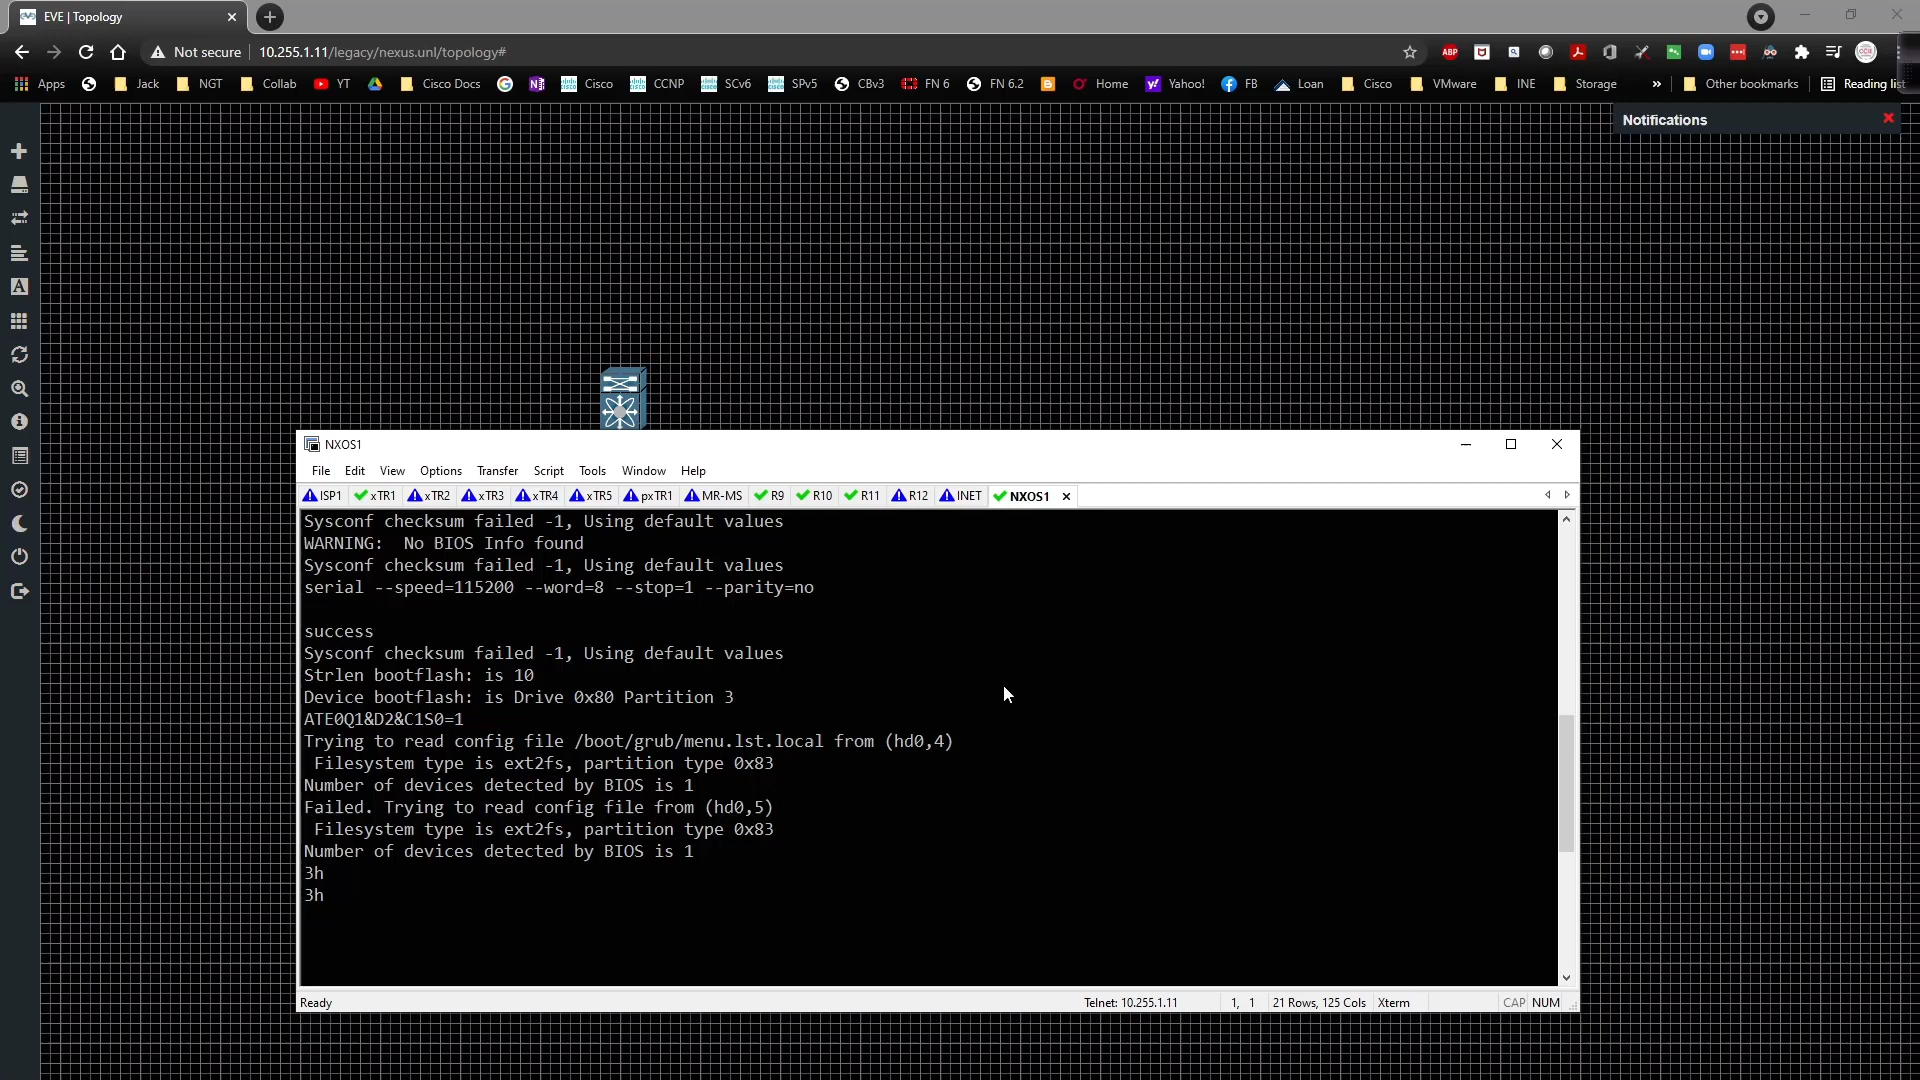 EVE | Topology
Not secure 10.255.1.11/legacy/nexus.unl/topology#
ABP
Apps Jack NGT Collab YT Cisco Docs Cisco CCNP SCv6 SPv5 CBv3 FN 6 FN 6.2 Home Yahoo! FB Loan Cisco VMware INE Storage » Other bookmarks Reading list
Notifications
NXOS1
File Edit View Options Transfer Script Tools Window Help
ISP1 xTR1 xTR2 xTR3 xTR4 xTR5 pxTR1 MR-MS R9 R10 R11 R12 INET NXOS1
Sysconf checksum failed -1, Using default values
WARNING:  No BIOS Info found
Sysconf checksum failed -1, Using default values
serial --speed=115200 --word=8 --stop=1 --parity=no
success
Sysconf checksum failed -1, Using default values
Strlen bootflash: is 10
Device bootflash: is Drive 0x80 Partition 3
ATE0Q1&D2&C1S0=1
Trying to read config file /boot/grub/menu.lst.local from (hd0,4)
Filesystem type is ext2fs, partition type 0x83
Number of devices detected by BIOS is 1
Failed. Trying to read config file from (hd0,5)
Filesystem type is ext2fs, partition type 0x83
Number of devices detected by BIOS is 1
3h
3h
Ready Telnet: 10.255.1.11 1, 1 21 Rows, 125 Cols Xterm CAP NUM